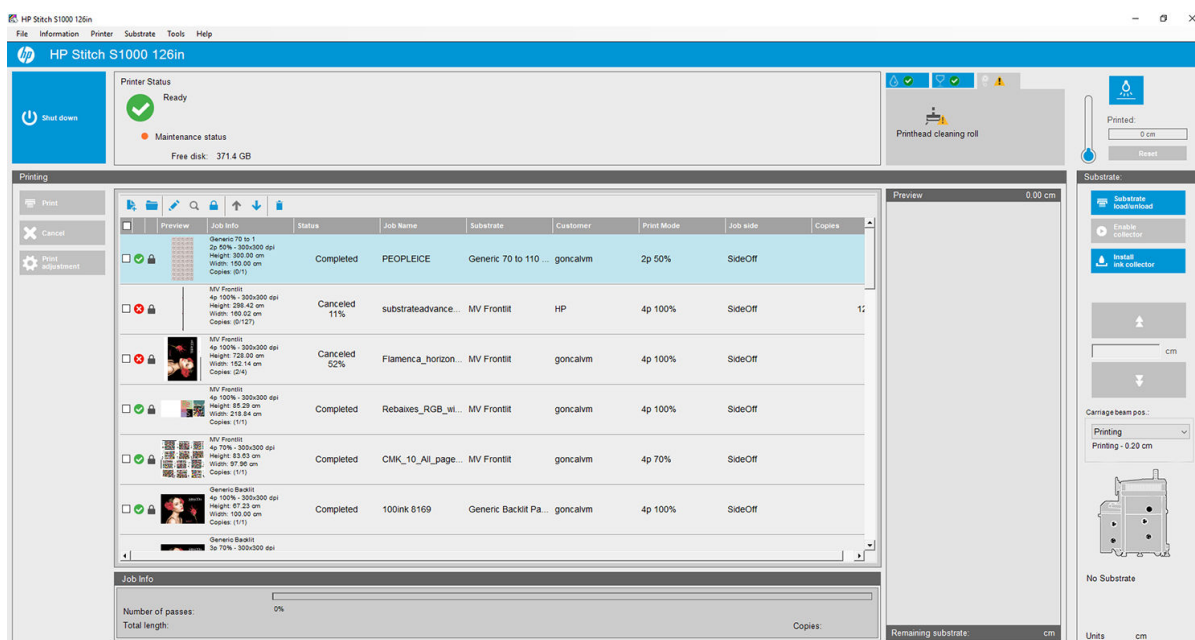 HP Stitch S1000 126in
File Information Printer Substrate Tools Help
hp HP Stitch S1000 126in
Shut down
Printer Status
Ready
Maintenance status
Free disk: 371.4 GB
Printhead cleaning roll
Printed:
0 cm
Reset
Printing
Print
Cancel
Print
adjustment
Preview Job Info Status Job Name Substrate Customer Print Mode Job side Copies
Generic 70 to 1
2p 50% - 300x300 dpi
Height: 300.00 cm
Width: 150.00 cm
Copies: (0/1)
Completed PEOPLEICE Generic 70 to 110 ... goncalvm 2p 50% SideOff
MV Frontlit
4p 100% - 300x300 dpi
Height: 298.42 cm
Width: 160.02 cm
Copies: (0/127)
Canceled
11%
substrateadvance... MV Frontlit HP 4p 100% SideOff 12
MV Frontlit
4p 100% - 300x300 dpi
Height: 728.00 cm
Width: 152.14 cm
Copies: (2/4)
Canceled
52%
Flamenca_horizon... MV Frontlit goncalvm 4p 100% SideOff
MV Frontlit
4p 100% - 300x300 dpi
Height: 85.29 cm
Width: 218.84 cm
Copies: (1/1)
Completed Rebaixes_RGB_wi... MV Frontlit goncalvm 4p 100% SideOff
MV Frontlit
4p 70% - 300x300 dpi
Height: 83.63 cm
Width: 97.96 cm
Copies: (1/1)
Completed CMK_10_All_page... MV Frontlit goncalvm 4p 70% SideOff
Generic Backlit
4p 100% - 300x300 dpi
Height: 67.23 cm
Width: 100.00 cm
Copies: (1/1)
Completed 100ink 8169 Generic Backlit Pa... goncalvm 4p 100% SideOff
Generic Backlit
3p 70% - 300x300 dpi
Job Info
Number of passes: 0%
Total length: Copies:
Preview 0.00 cm
Remaining substrate: cm
Substrate:
Substrate
load/unload
Enable
collector
Install
ink collector
cm
Carriage beam pos.:
Printing
Printing - 0.20 cm
No Substrate
Units cm